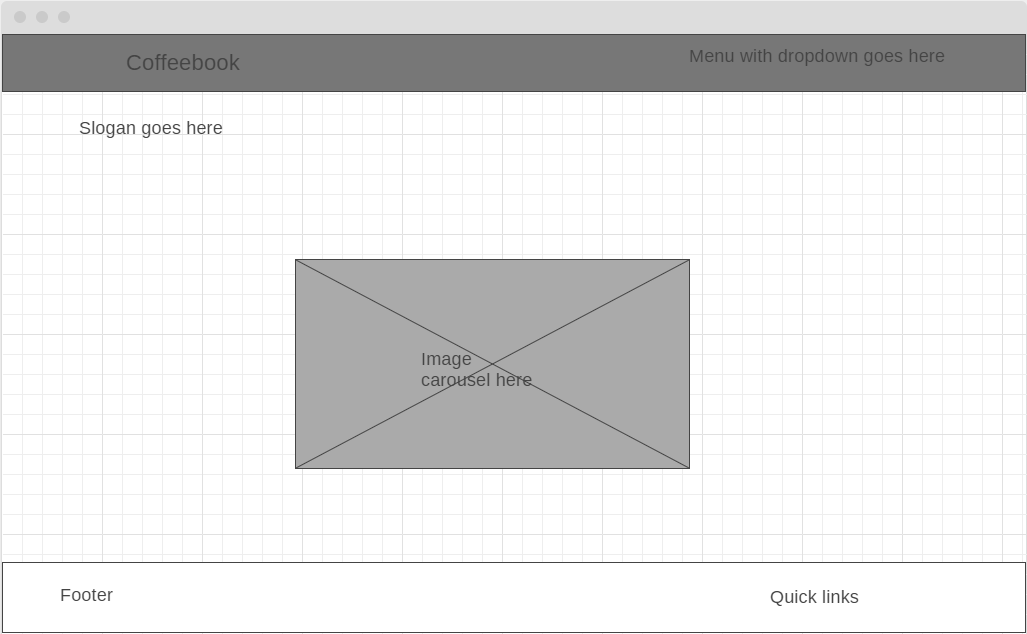 Coffeebook
Menu with dropdown goes here
Slogan goes here
Image
carousel here
Footer
Quick links